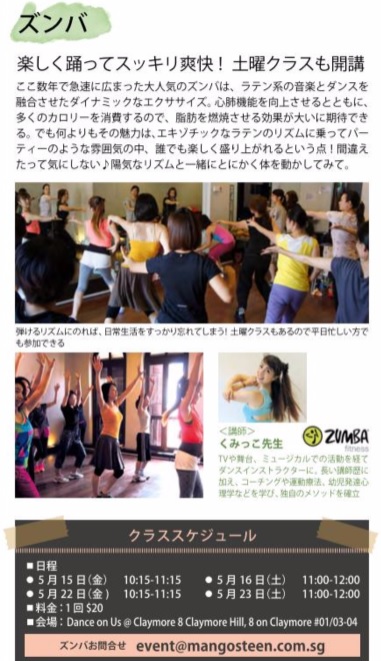 ズンバ
楽しく踊ってスッキリ爽快！ 土曜クラスも開講
ここ数年で急速に広まった大人気のズンバは、ラテン系の音楽とダンスを
融合させたダイナミックなエクササイズ。心肺機能を向上させるとともに、
多くのカロリーを消費するので、脂肪を燃焼させる効果が大いに期待でき
る。でも何よりもその魅力は、エキゾチックなラテンのリズムに乗ってパー
ティーのような雰囲気の中、誰でも楽しく盛り上がれるという点！間違え
たって気にしない♪陽気なリズムと一緒にとにかく体を動かしてみて。
弾けるリズムにのれば、日常生活をすっかり忘れてしまう! 土曜クラスもあるので平日忙しい方で
も参加できる
＜講師＞
くみっこ先生
ZUMBA
fitness
TVや舞台、ミュージカルでの活動を経て
ダンスインストラクターに、長い講師歴に
加え、コーチングや運動療法、幼児発達心
理学などを学び、独自のメソッドを確立
クラススケジュール
■日程
● 5 月 15 日（金） 10:15-11:15 ● 5 月 16 日（土） 11:00-12:00
● 5 月 22 日（金） 10:15-11:15 ● 5 月 23 日（土） 11:00-12:00
■料金：1 回 $20
■会場：Dance on Us @ Claymore 8 Claymore Hill, 8 on Claymore #01/03-04
ズンバお問合せ event@mangosteen.com.sg